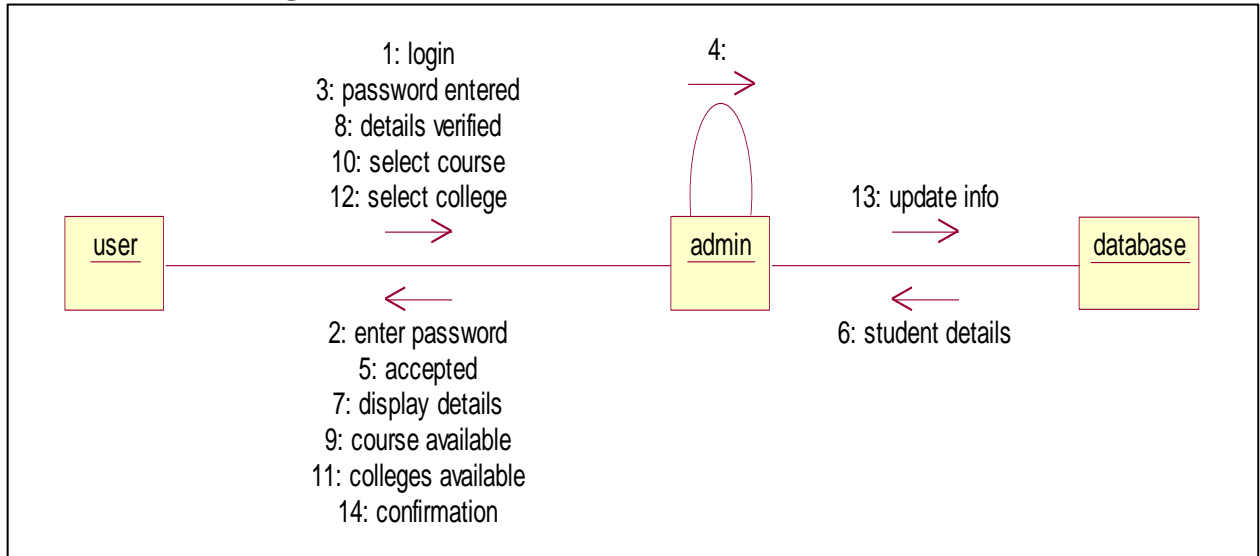 1: login
3: password entered
8: details verified
10: select course
12: select college
4:
13: update info
user
admin
database
2: enter password
5: accepted
7: display details
9: course available
11: colleges available
14: confirmation
6: student details